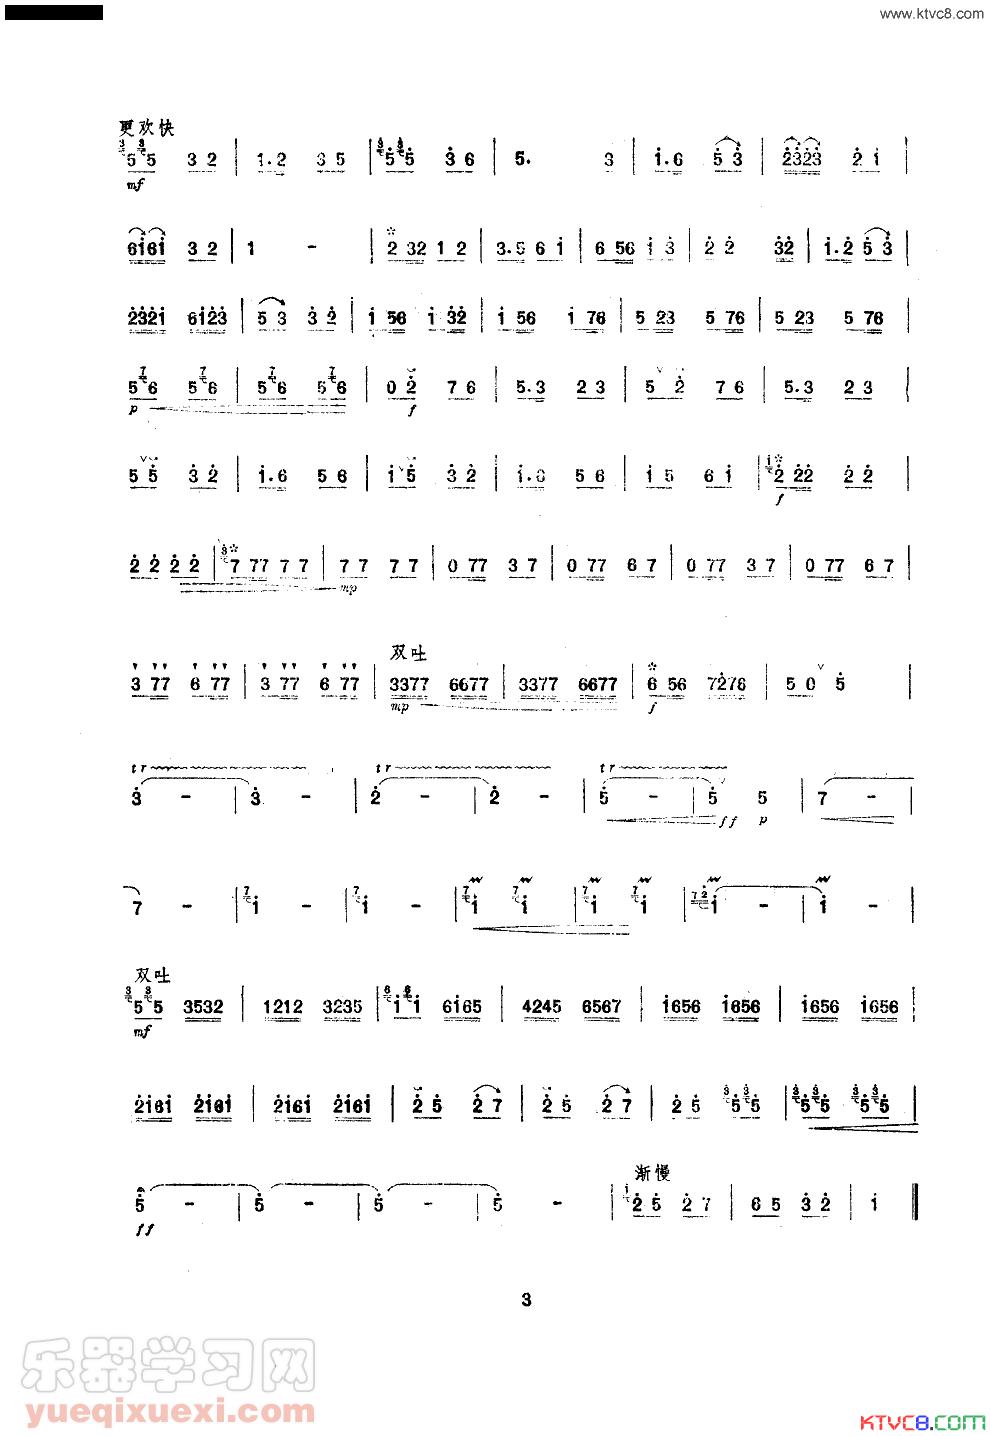 www.ktvc8.com
更欢快
5 5 3 2 | 1. 2 3 5 | 5 5 3 6 | 5. 3 | i. 6 5 3 | 2323 2 i |
mf
6i6i 3 2 | 1 - | 2 32 1 2 | 3. 5 6 i | 6 56 i 3 | 2 2 32 | i. 2 5 3 |
232i 6i23 | 5 3 3 2 | i 56 i 32 | i 56 i 76 | 5 23 5 76 | 5 23 5 76 |
5 6 5 6 | 5 6 5 6 | 0 2 7 6 | 5. 3 2 3 | 5 2 7 6 | 5. 3 2 3 |
p f
5 5 3 2 | i. 6 5 6 | i 5 3 2 | i. 6 5 6 | i 5 6 i | 2 22 2 2 |
f
2 2 2 2 | 7 77 7 7 | 7 7 7 7 | 0 77 3 7 | 0 77 6 7 | 0 77 3 7 | 0 77 6 7 |
mp
双吐
3 77 6 77 | 3 77 6 77 | 3377 6677 | 3377 6677 | 6 56 7276 | 5 0 5 |
mp f
tr tr tr
3 - | 3. - | 2 - | 2 - | 5 - | 5 5 | 7 - |
ff p
7 - | i - | i - | i i | i i | i - | i - |
双吐
5 5 3532 | 1212 3235 | i i 6i65 | 4245 6567 | i656 i656 | i656 i656 |
mf
2i6i 2i6i | 2i6i 2i6i | 2 5 2 7 | 2 5 2 7 | 2 5 5 5 | 5 5 5 5 |
5 - | 5 - | 5 - | 5 - | 2 5 2 7 | 6 5 3 2 | i ‖
ff
渐慢
3
乐器学习网
yueqixuexi.com
KTVC8.COM